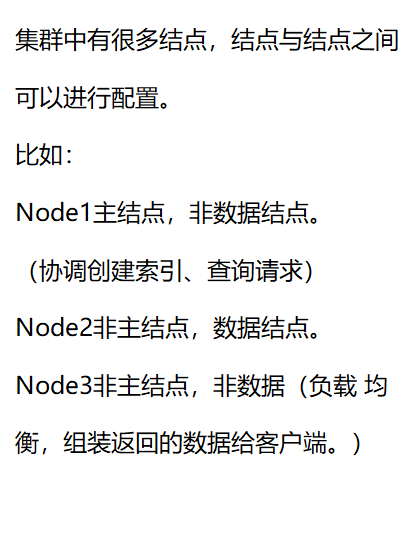 集群中有很多结点，结点与结点之间
可以进行配置。
比如：
Node1主结点，非数据结点。
（协调创建索引、查询请求）
Node2非主结点，数据结点。
Node3非主结点，非数据（负载 均
衡，组装返回的数据给客户端。）